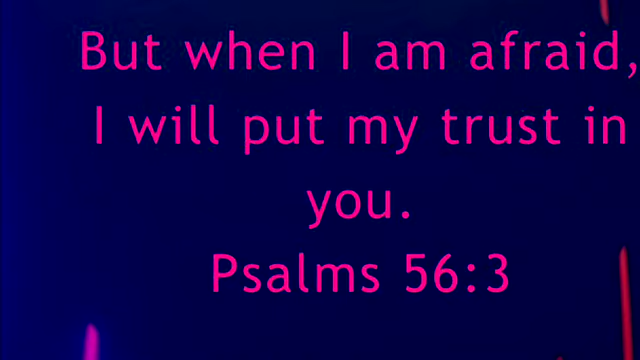 But when I am afraid,
I will put my trust in
you.
Psalms 56:3